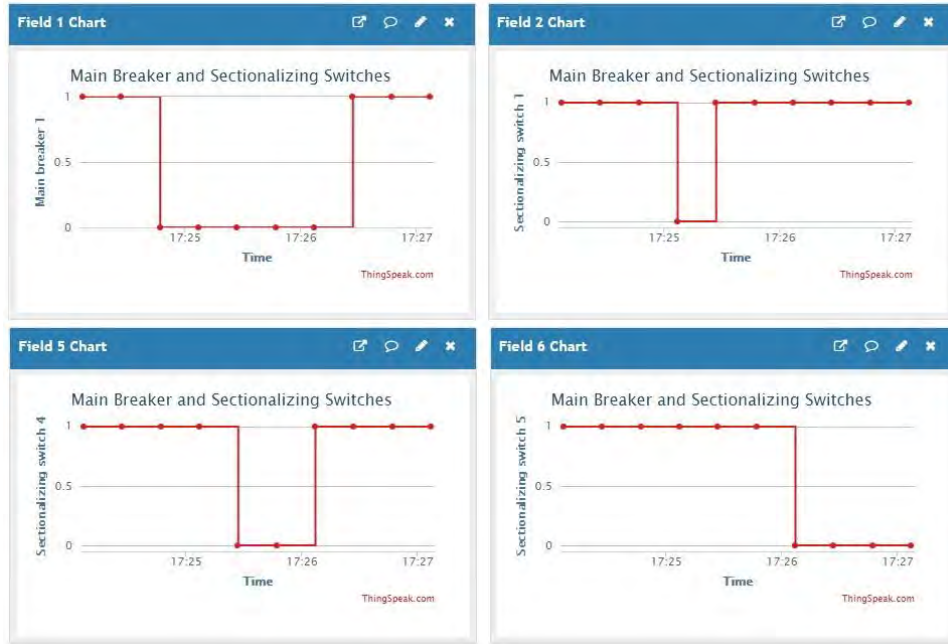 Field 1 Chart
Main Breaker and Sectionalizing Switches
Main breaker 1
1
0.5
0
17:25 17:26 17:27
Time
ThingSpeak.com
Field 2 Chart
Main Breaker and Sectionalizing Switches
Sectionalizing switch 1
1
0.5
0
17:25 17:26 17:27
Time
ThingSpeak.com
Field 5 Chart
Main Breaker and Sectionalizing Switches
Sectionalizing switch 4
1
0.5
0
17:25 17:26 17:27
Time
ThingSpeak.com
Field 6 Chart
Main Breaker and Sectionalizing Switches
Sectionalizing switch 5
1
0.5
0
17:25 17:26 17:27
Time
ThingSpeak.com